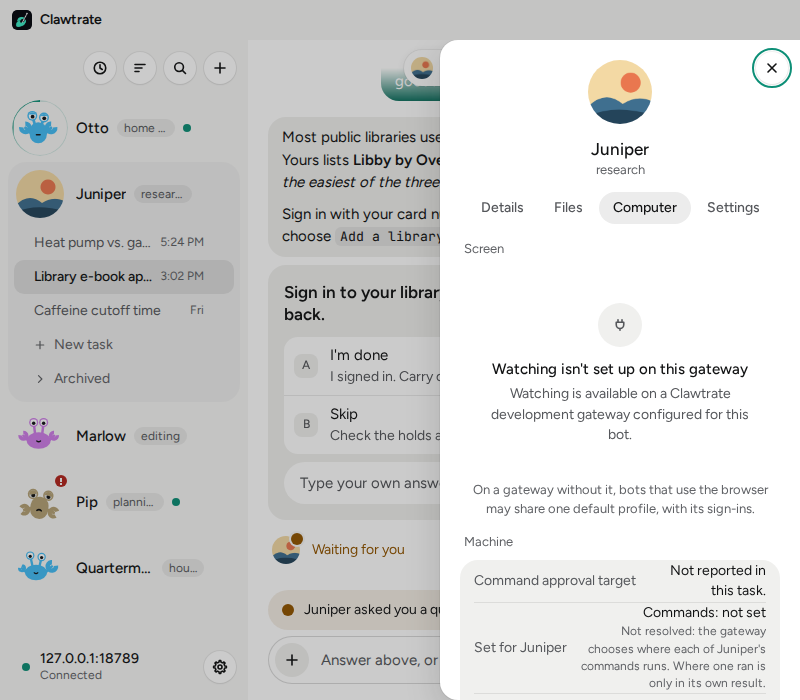 Clawtrate
Otto home ...
Juniper resear...
Heat pump vs. ga... 5:24 PM
Library e-book ap... 3:02 PM
Caffeine cutoff time Fri
New task
Archived
Marlow editing
Pip planni...
Quarterm... hou...
127.0.0.1:18789
Connected
Most public libraries use
Yours lists Libby by Ove
the easiest of the three
Sign in with your card n
choose Add a library
Sign in to your librar
back.
A I'm done
I signed in. Carry o
B Skip
Check the holds a
Type your own answ
Waiting for you
Juniper asked you a qu
Answer above, or
Juniper
research
Details Files Computer Settings
Screen
Watching isn't set up on this gateway
Watching is available on a Clawtrate
development gateway configured for this
bot.
On a gateway without it, bots that use the browser
may share one default profile, with its sign-ins.
Machine
Command approval target Not reported in
this task.
Set for Juniper Commands: not set
Not resolved: the gateway
chooses where each of Juniper's
commands runs. Where one ran is
only in its own result.